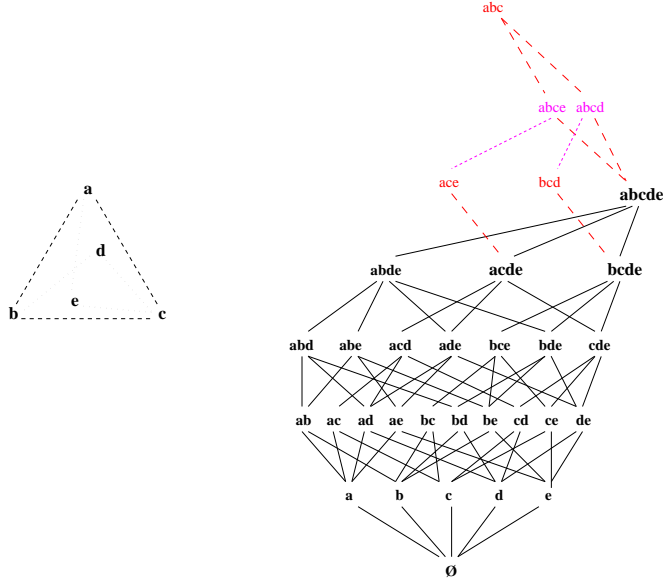 abc
abce abcd
ace bcd
abcde
a
d
b e c
abde acde bcde
abd abe acd ade bce bde cde
ab ac ad ae bc bd be cd ce de
a b c d e
Ø